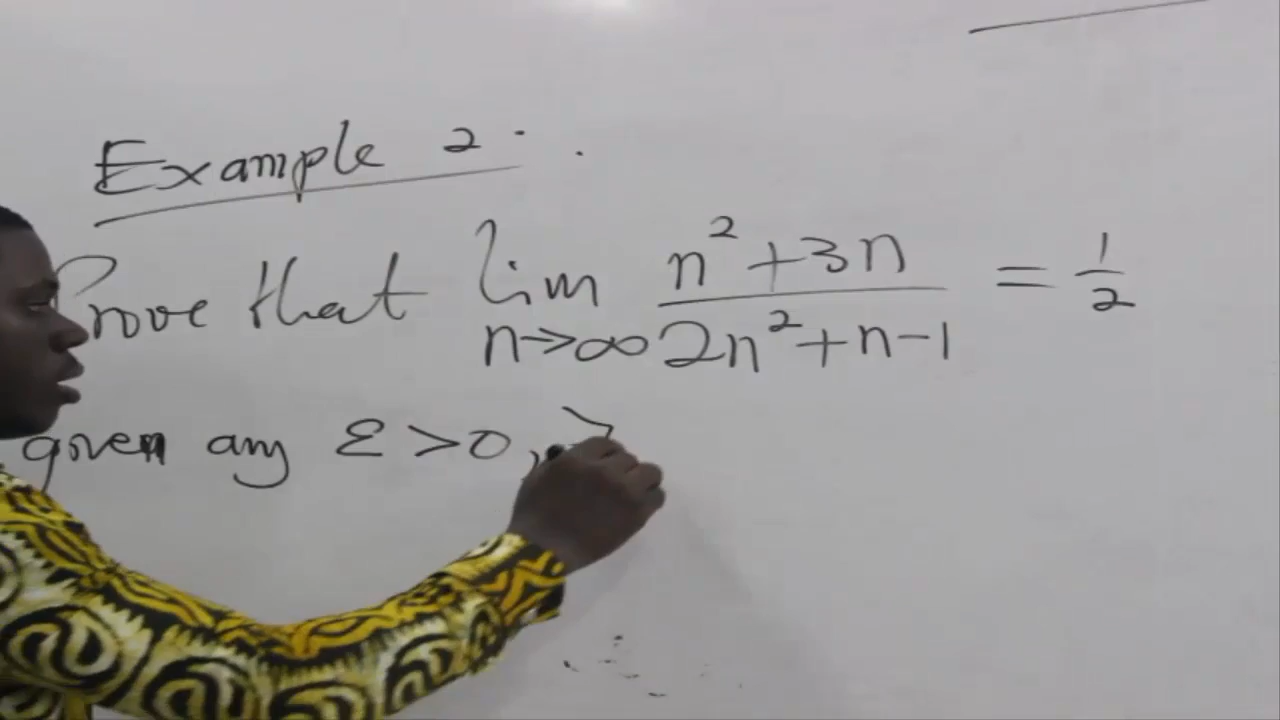 Example 2.
Prove that lim n→∞ (n² + 3n)/(2n² + n - 1) = 1/2
given any ε > 0,